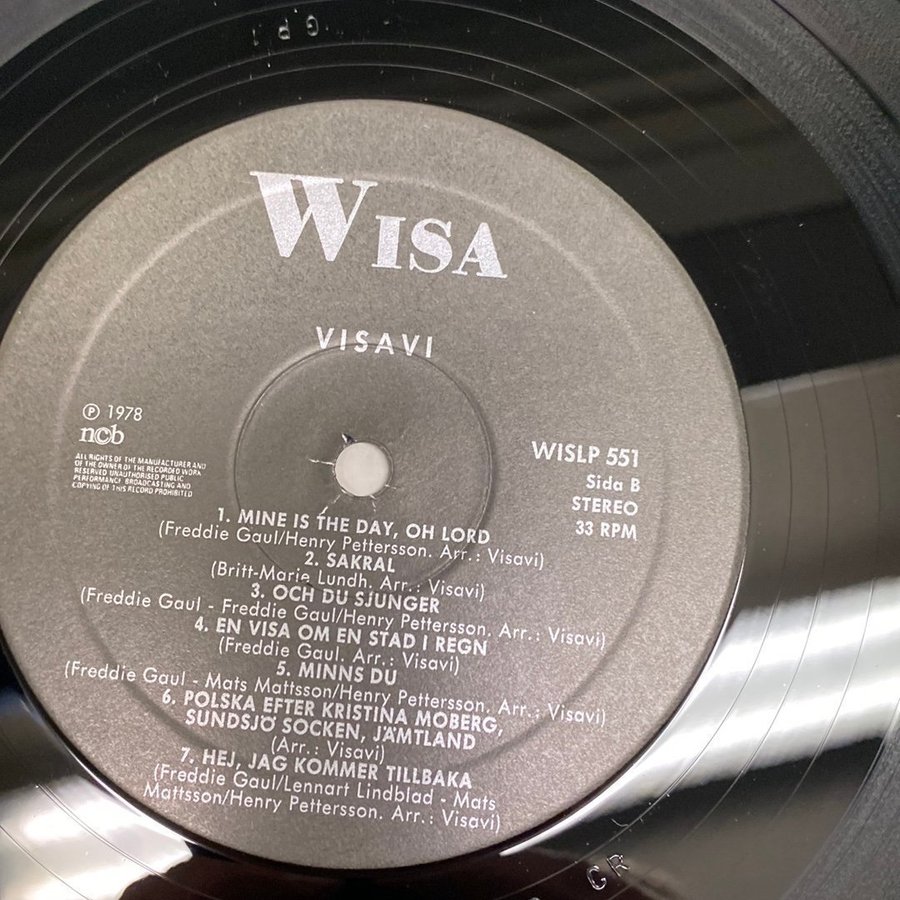 WISA
VISAVI
℗ 1978
ncb
ALL RIGHTS OF THE MANUFACTURER AND
OF THE OWNER OF THE RECORDED WORK
RESERVED UNAUTHORISED PUBLIC
PERFORMANCE, BROADCASTING AND
COPYING OF THIS RECORD PROHIBITED
WISLP 551
Sida B
STEREO
33 RPM
1. MINE IS THE DAY, OH LORD
(Freddie Gaul/Henry Pettersson. Arr.: Visavi)
2. SAKRAL
(Britt-Marie Lundh. Arr.: Visavi)
3. OCH DU SJUNGER
(Freddie Gaul - Freddie Gaul/Henry Pettersson. Arr.: Visavi)
4. EN VISA OM EN STAD I REGN
(Freddie Gaul. Arr.: Visavi)
5. MINNS DU
(Freddie Gaul - Mats Mattsson/Henry Pettersson. Arr.: Visavi)
6. POLSKA EFTER KRISTINA MOBERG,
SUNDSJÖ SOCKEN, JÄMTLAND
(Arr.: Visavi)
7. HEJ, JAG KOMMER TILLBAKA
(Freddie Gaul/Lennart Lindblad - Mats
Mattsson/Henry Pettersson. Arr.: Visavi)
CR